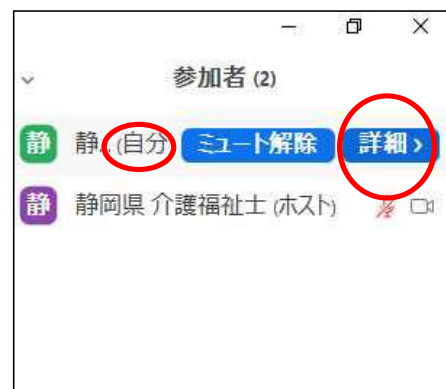 参加者 (2)
静 静... (自分 ミュート解除 詳細 >
静 静岡県 介護福祉士 (ホスト)